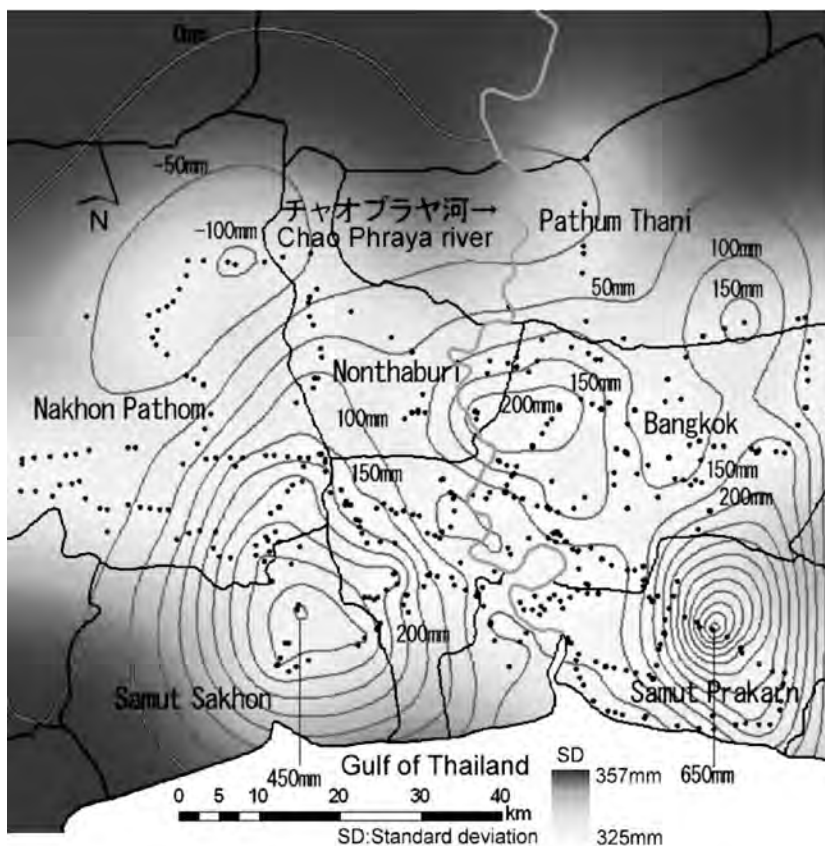 0mm
-50mm
N
-100mm
チャオプラヤ河→
Chao Phraya river
Pathum Thani
100mm
150mm
50mm
Nonthaburi
150mm
200mm
Nakhon Pathom
100mm
Bangkok
150mm
150mm
200mm
200mm
Samut Sakhon
Samut Prakarn
450mm
Gulf of Thailand
SD
357mm
650mm
0 5 10 20 30 40
km
SD:Standard deviation
325mm